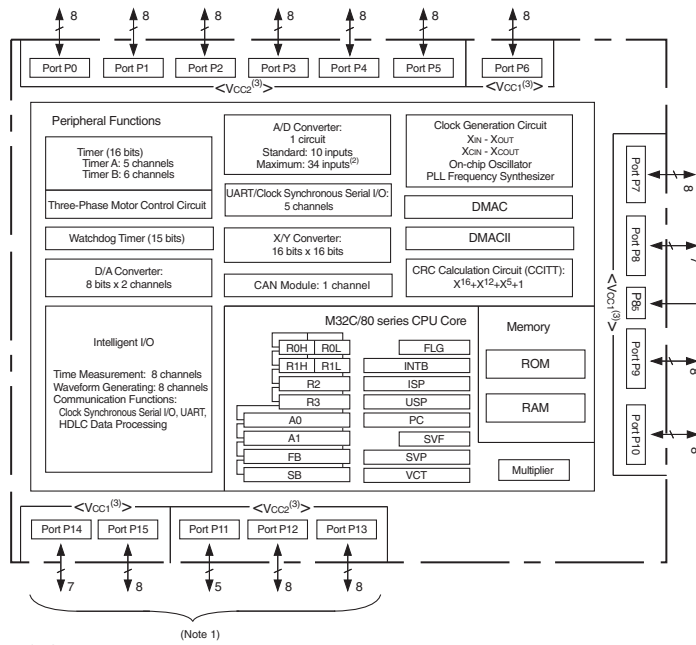 8 8 8 8 8 8 8
Port P0 Port P1 Port P2 Port P3 Port P4 Port P5 Port P6
<VCC2(3)> <VCC1(3)>
Peripheral Functions
Timer (16 bits)
Timer A: 5 channels
Timer B: 6 channels
Three-Phase Motor Control Circuit
Watchdog Timer (15 bits)
D/A Converter:
8 bits x 2 channels
Intelligent I/O
Time Measurement: 8 channels
Waveform Generating: 8 channels
Communication Functions:
Clock Synchronous Serial I/O, UART,
HDLC Data Processing
A/D Converter:
1 circuit
Standard: 10 inputs
Maximum: 34 inputs(2)
UART/Clock Synchronous Serial I/O:
5 channels
X/Y Converter:
16 bits x 16 bits
CAN Module: 1 channel
Clock Generation Circuit
XIN - XOUT
XCIN - XCOUT
On-chip Oscillator
PLL Frequency Synthesizer
DMAC
DMACII
CRC Calculation Circuit (CCITT):
X16+X12+X5+1
M32C/80 series CPU Core
R0H R0L
R1H R1L
R2
R3
A0
A1
FB
SB
FLG
INTB
ISP
USP
PC
SVF
SVP
VCT
Memory
ROM
RAM
Multiplier
<VCC1(3)>
Port P7
8
Port P8
7
P85
Port P9
8
Port P10
8
<VCC1(3)> <VCC2(3)>
Port P14 Port P15 Port P11 Port P12 Port P13
7 8 5 8 8
(Note 1)